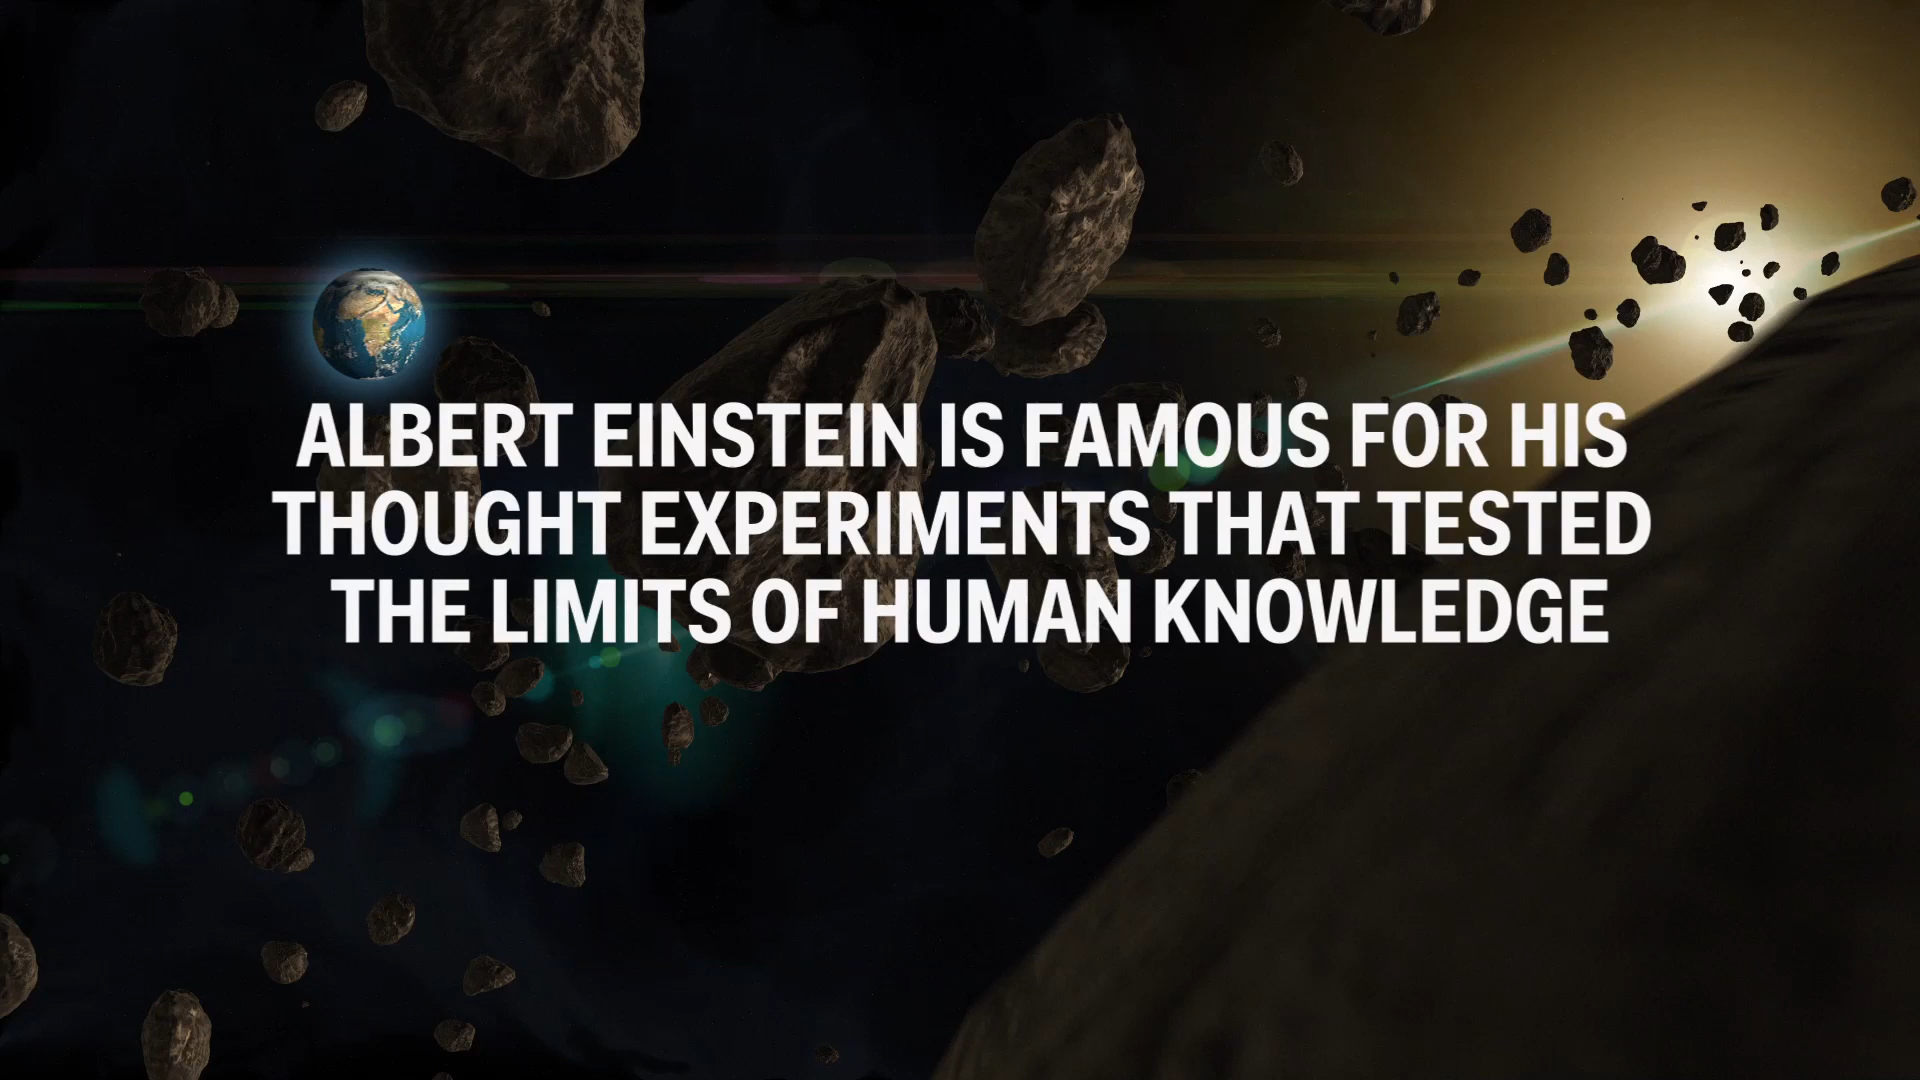 ALBERT EINSTEIN IS FAMOUS FOR HIS
THOUGHT EXPERIMENTS THAT TESTED
THE LIMITS OF HUMAN KNOWLEDGE